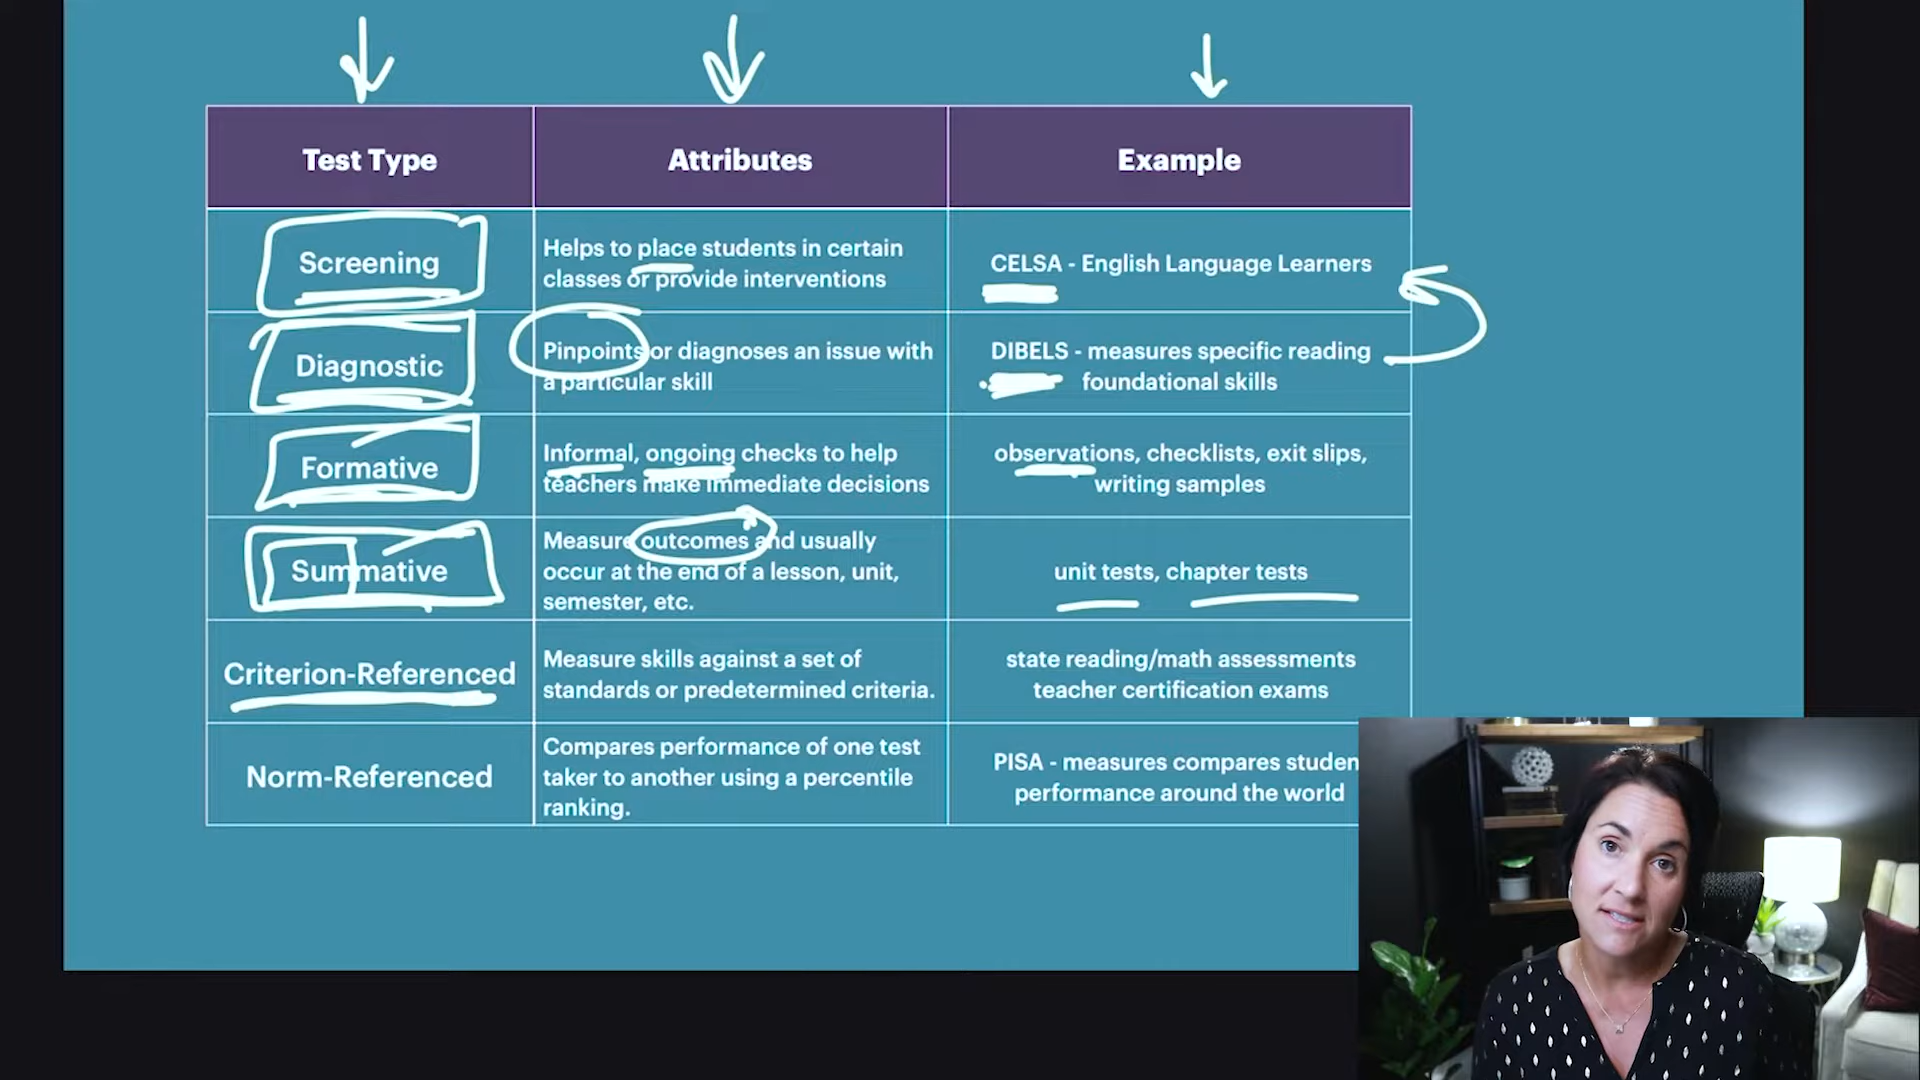 Test Type
Attributes
Example
Screening
Helps to place students in certain
classes or provide interventions
CELSA - English Language Learners
Diagnostic
Pinpoints or diagnoses an issue with
a particular skill
DIBELS - measures specific reading
foundational skills
Formative
Informal, ongoing checks to help
teachers make immediate decisions
observations, checklists, exit slips,
writing samples
Summative
Measure outcomes and usually
occur at the end of a lesson, unit,
semester, etc.
unit tests, chapter tests
Criterion-Referenced
Measure skills against a set of
standards or predetermined criteria.
state reading/math assessments
teacher certification exams
Norm-Referenced
Compares performance of one test
taker to another using a percentile
ranking.
PISA - measures compares studen
performance around the world